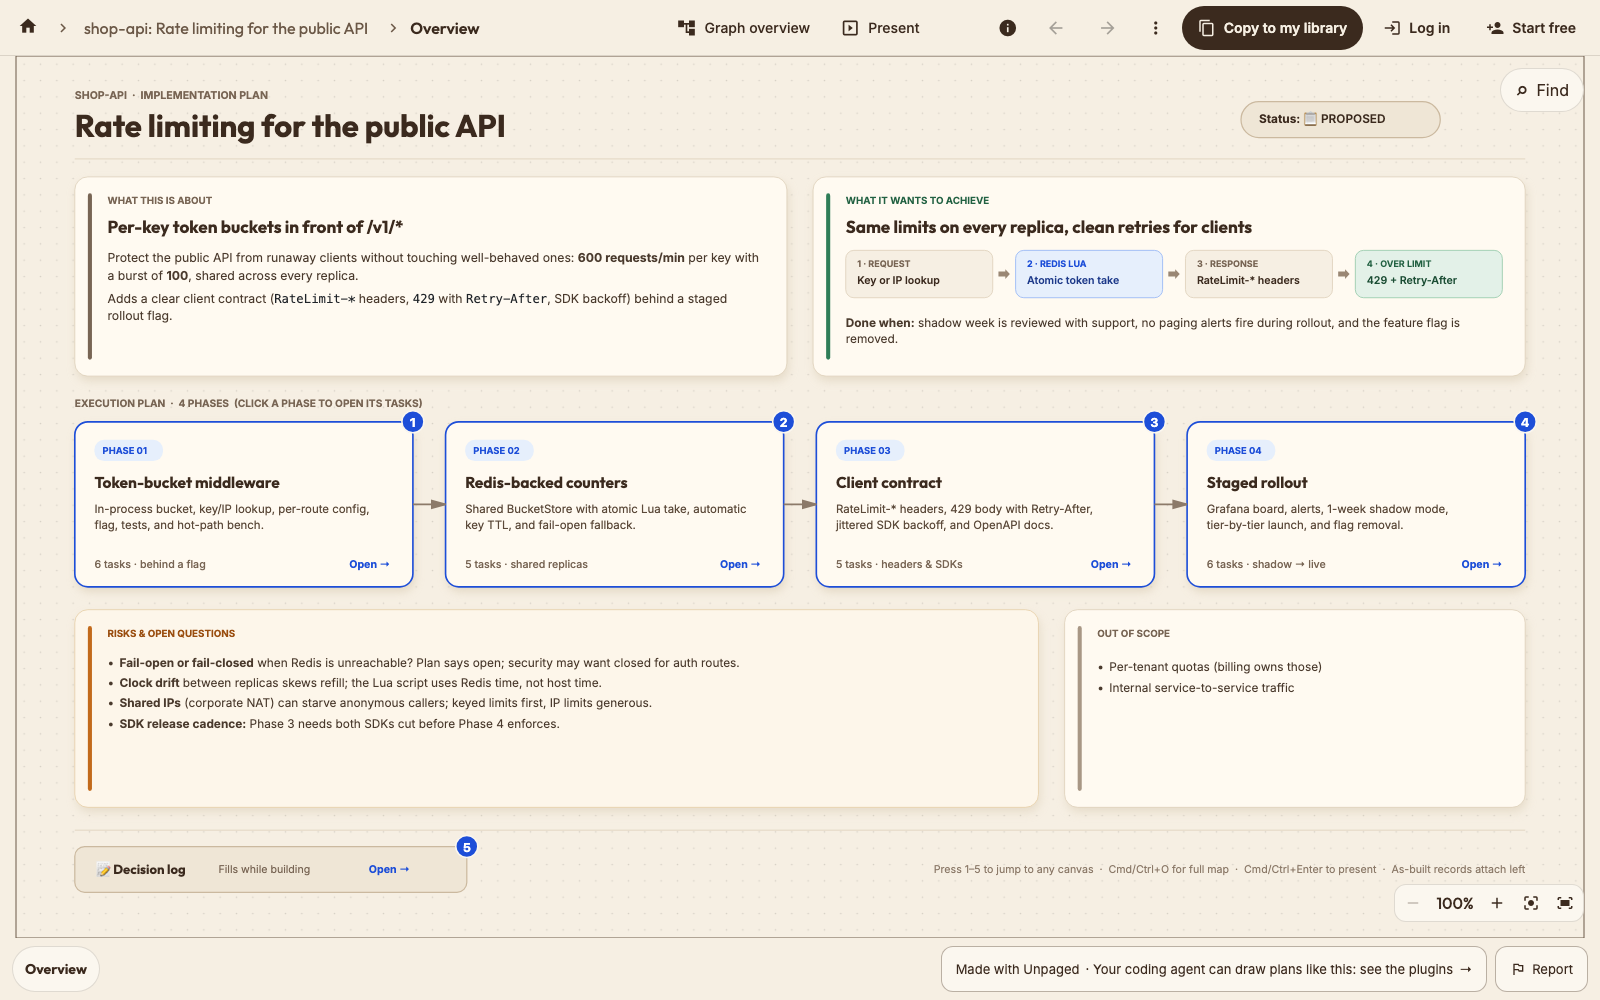 shop-api: Rate limiting for the public API
Overview
Graph overview
Present
Copy to my library
Log in
Start free
Find
SHOP-API · IMPLEMENTATION PLAN
Rate limiting for the public API
Status: 📋 PROPOSED
WHAT THIS IS ABOUT
Per-key token buckets in front of /v1/*
Protect the public API from runaway clients without touching well-behaved ones: 600 requests/min per key with
a burst of 100, shared across every replica.
Adds a clear client contract (RateLimit-* headers, 429 with Retry-After, SDK backoff) behind a staged
rollout flag.
WHAT IT WANTS TO ACHIEVE
Same limits on every replica, clean retries for clients
1 · REQUEST
Key or IP lookup
2 · REDIS LUA
Atomic token take
3 · RESPONSE
RateLimit-* headers
4 · OVER LIMIT
429 + Retry-After
Done when: shadow week is reviewed with support, no paging alerts fire during rollout, and the feature flag is
removed.
EXECUTION PLAN · 4 PHASES (CLICK A PHASE TO OPEN ITS TASKS)
1
PHASE 01
Token-bucket middleware
In-process bucket, key/IP lookup, per-route config,
flag, tests, and hot-path bench.
6 tasks · behind a flag
Open →
2
PHASE 02
Redis-backed counters
Shared BucketStore with atomic Lua take, automatic
key TTL, and fail-open fallback.
5 tasks · shared replicas
Open →
3
PHASE 03
Client contract
RateLimit-* headers, 429 body with Retry-After,
jittered SDK backoff, and OpenAPI docs.
5 tasks · headers & SDKs
Open →
4
PHASE 04
Staged rollout
Grafana board, alerts, 1-week shadow mode,
tier-by-tier launch, and flag removal.
6 tasks · shadow → live
Open →
RISKS & OPEN QUESTIONS
• Fail-open or fail-closed when Redis is unreachable? Plan says open; security may want closed for auth routes.
• Clock drift between replicas skews refill; the Lua script uses Redis time, not host time.
• Shared IPs (corporate NAT) can starve anonymous callers; keyed limits first, IP limits generous.
• SDK release cadence: Phase 3 needs both SDKs cut before Phase 4 enforces.
OUT OF SCOPE
• Per-tenant quotas (billing owns those)
• Internal service-to-service traffic
5
📝 Decision log
Fills while building
Open →
Press 1–5 to jump to any canvas · Cmd/Ctrl+O for full map · Cmd/Ctrl+Enter to present · As-built records attach left
100%
Overview
Made with Unpaged · Your coding agent can draw plans like this: see the plugins →
Report